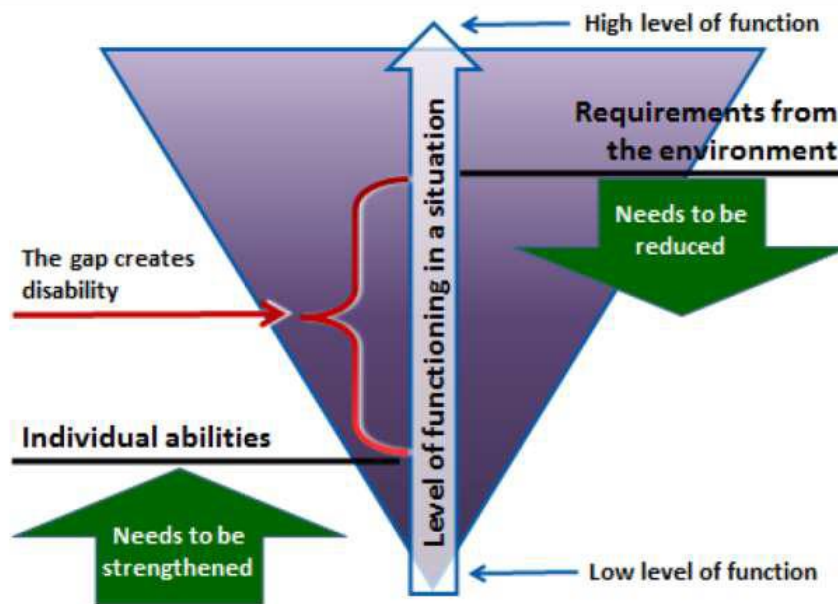 High level of function
Requirements from
the environment
Needs to be
reduced
The gap creates
disability
Level of functioning in a situation
Individual abilities
Needs to be
strengthened
Low level of function